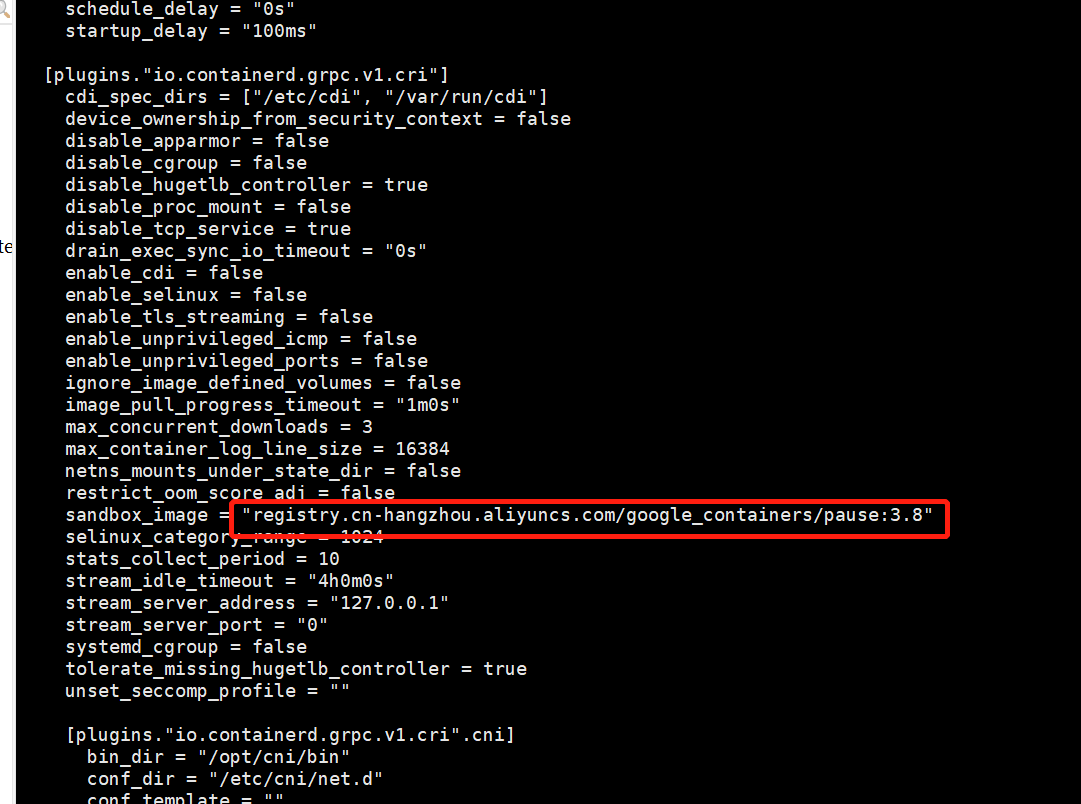 schedule_delay = "0s"
startup_delay = "100ms"
[plugins."io.containerd.grpc.v1.cri"]
cdi_spec_dirs = ["/etc/cdi", "/var/run/cdi"]
device_ownership_from_security_context = false
disable_apparmor = false
disable_cgroup = false
disable_hugetlb_controller = true
disable_proc_mount = false
disable_tcp_service = true
te
drain_exec_sync_io_timeout = "0s"
enable_cdi = false
enable_selinux = false
enable_tls_streaming = false
enable_unprivileged_icmp = false
enable_unprivileged_ports = false
ignore_image_defined_volumes = false
image_pull_progress_timeout = "1m0s"
max_concurrent_downloads = 3
max_container_log_line_size = 16384
netns_mounts_under_state_dir = false
restrict_oom_score_adj = false
sandbox_image = "registry.cn-hangzhou.aliyuncs.com/google_containers/pause:3.8"
selinux_category_range = 1024
stats_collect_period = 10
stream_idle_timeout = "4h0m0s"
stream_server_address = "127.0.0.1"
stream_server_port = "0"
systemd_cgroup = false
tolerate_missing_hugetlb_controller = true
unset_seccomp_profile = ""
[plugins."io.containerd.grpc.v1.cri".cni]
bin_dir = "/opt/cni/bin"
conf_dir = "/etc/cni/net.d"
conf_template = ""